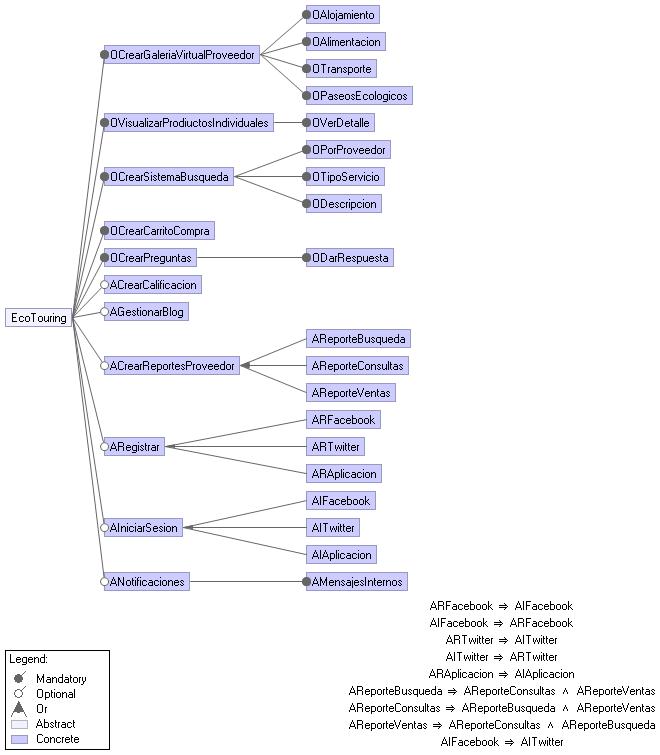 OAlojamiento
OAlimentacion
OCrearGaleriaVirtualProveedor
OTransporte
OPaseosEcologicos
OVisualizarProdiuctosIndividuales
OVerDetalle
OPorProveedor
OCrearSistemaBusqueda
OTipoServicio
ODescripcion
OCrearCarritoCompra
OCrearPreguntas
ODarRespuesta
ACrearCalificacion
AGestionarBlog
EcoTouring
AReporteBusqueda
ACrearReportesProveedor
AReporteConsultas
AReporteVentas
ARFacebook
ARegistrar
ARTwitter
ARAplicacion
AIFacebook
AIniciarSesion
AITwitter
AIAplicacion
ANotificaciones
AMensajesInternos
ARFacebook ⇒ AIFacebook
AIFacebook ⇒ ARFacebook
ARTwitter ⇒ AITwitter
AITwitter ⇒ ARTwitter
ARAplicacion ⇒ AIAplicacion
AReporteBusqueda ⇒ AReporteConsultas ∧ AReporteVentas
AReporteConsultas ⇒ AReporteBusqueda ∧ AReporteVentas
AReporteVentas ⇒ AReporteConsultas ∧ AReporteBusqueda
AIFacebook ⇒ AITwitter
Legend:
Mandatory
Optional
Or
Abstract
Concrete